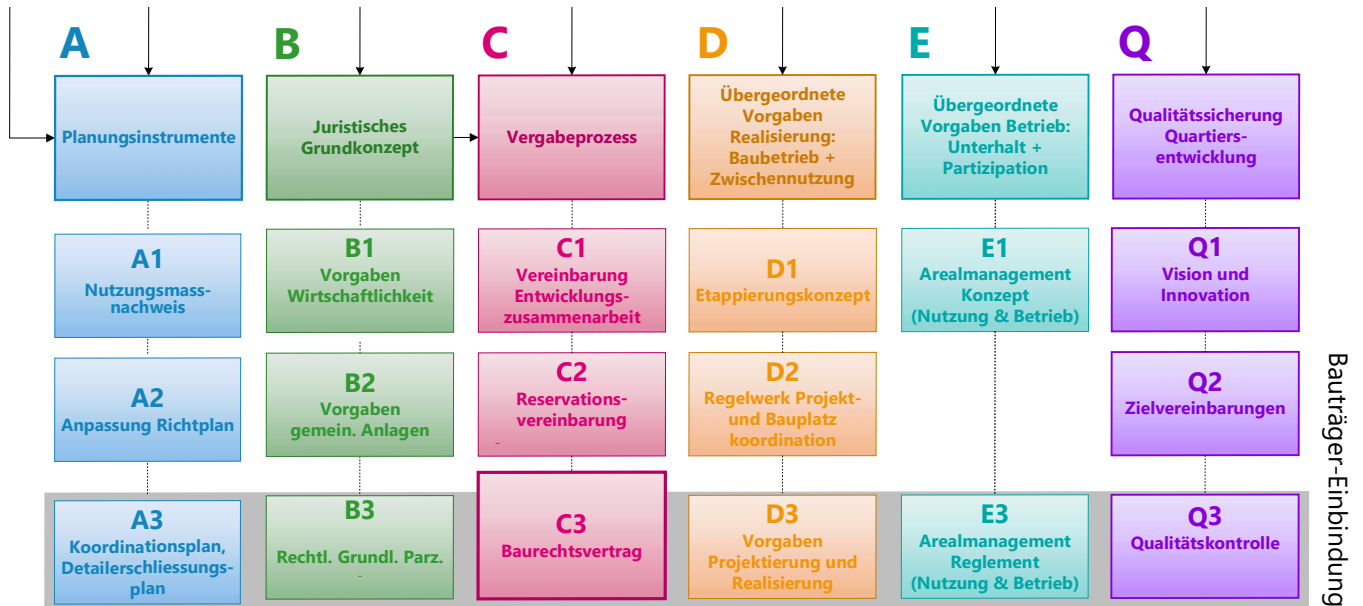 A
Planungsinstrumente
A1
Nutzungsmass-
nachweis
A2
Anpassung Richtplan
A3
Koordinationsplan,
Detailerschliessungs-
plan
B
Juristisches
Grundkonzept
B1
Vorgaben
Wirtschaftlichkeit
B2
Vorgaben
gemein. Anlagen
B3
Rechtl. Grundl. Parz.
-
C
Vergabeprozess
C1
Vereinbarung
Entwicklungs-
zusammenarbeit
C2
Reservations-
vereinbarung
-
C3
Baurechtsvertrag
D
Übergeordnete
Vorgaben
Realisierung:
Baubetrieb +
Zwischennutzung
D1
Etappierungskonzept
D2
Regelwerk Projekt-
und Bauplatz
koordination
D3
Vorgaben
Projektierung und
Realisierung
E
Übergeordnete
Vorgaben Betrieb:
Unterhalt +
Partizipation
E1
Arealmanagement
Konzept
(Nutzung & Betrieb)
E3
Arealmanagement
Reglement
(Nutzung & Betrieb)
Q
Qualitätssicherung
Quartiers-
entwicklung
Q1
Vision und
Innovation
Q2
Zielvereinbarungen
Q3
Qualitätskontrolle
Bauträger-Einbindung